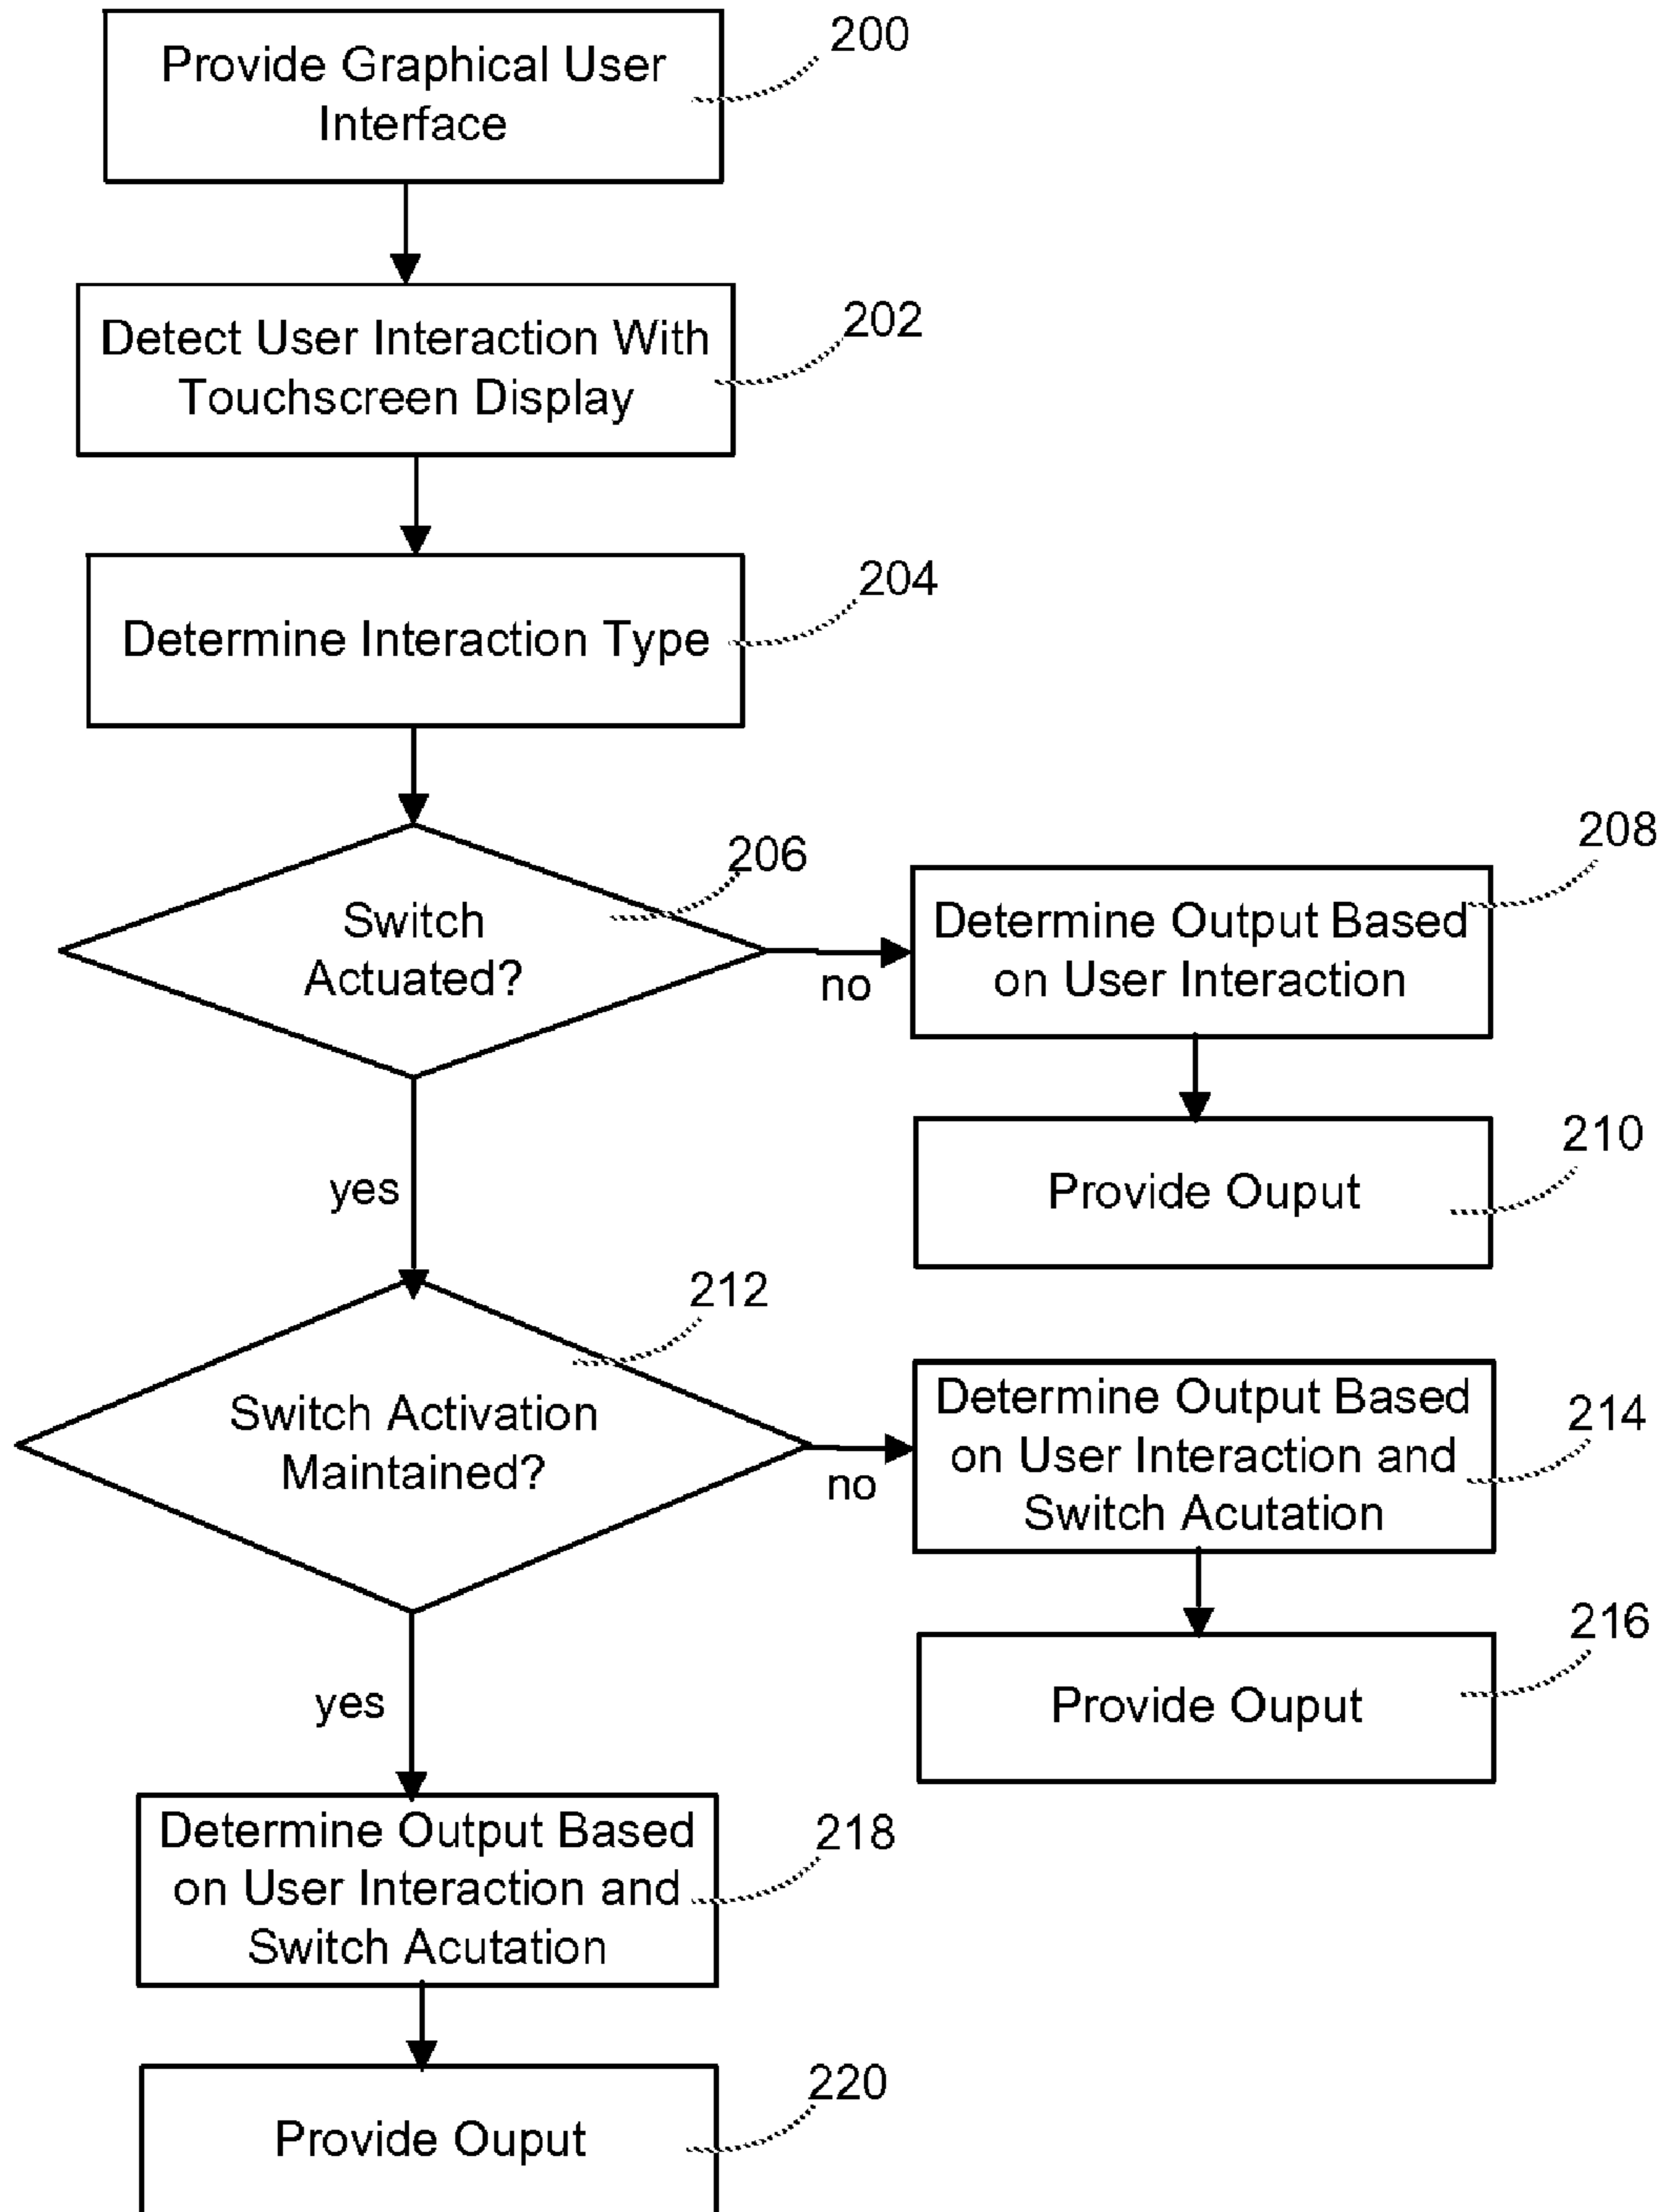 Provide Graphical User
Interface
200
Detect User Interaction With
Touchscreen Display
202
Determine Interaction Type
204
Switch
Actuated?
206
no
Determine Output Based
on User Interaction
208
Provide Ouput
210
yes
Switch Activation
Maintained?
212
no
Determine Output Based
on User Interaction and
Switch Acutation
214
Provide Ouput
216
yes
Determine Output Based
on User Interaction and
Switch Acutation
218
Provide Ouput
220